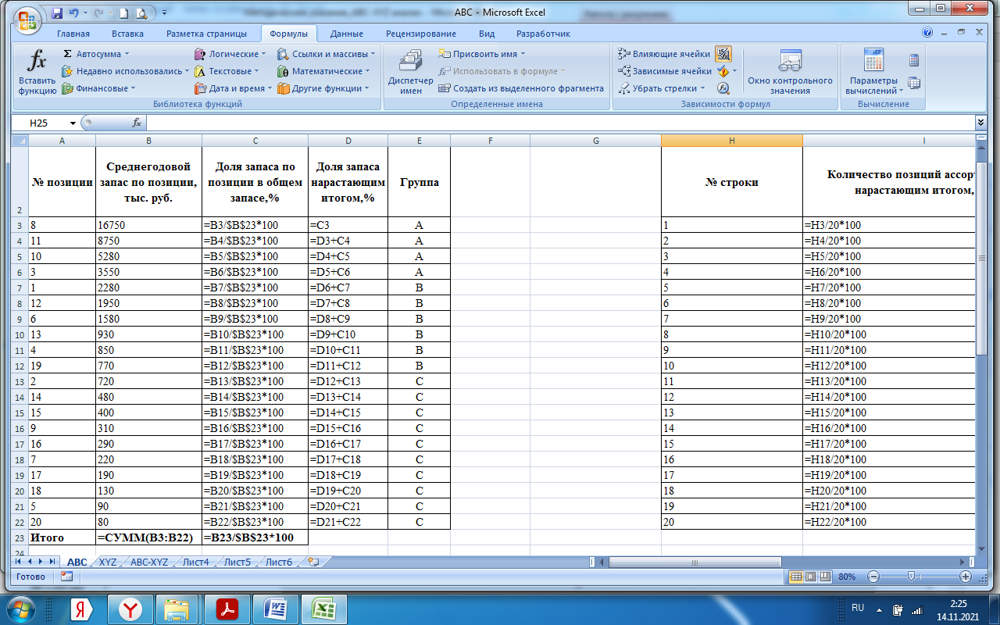 ABC - Microsoft Excel
Главная Вставка Разметка страницы Формулы Данные Рецензирование Вид Разработчик
fx Σ Автосумма Логические Ссылки и массивы Присвоить имя Влияющие ячейки
Вставить функцию Недавно использовались Текстовые Математические Диспетчер имен Использовать в формуле Зависимые ячейки Окно контрольного значения Параметры вычислений
Финансовые Дата и время Другие функции Создать из выделенного фрагмента Убрать стрелки
Библиотека функций Определенные имена Зависимости формул Вычисление
H25 fx
A B C D E F G H I
2 № позиции Среднегодовой запас по позиции, тыс. руб. Доля запаса по позиции в общем запасе,% Доля запаса нарастающим итогом,% Группа № строки Количество позиций ассор нарастающим итогом,
3 8 16750 =B3/$B$23*100 =C3 A 1 =H3/20*100
4 11 8750 =B4/$B$23*100 =D3+C4 A 2 =H4/20*100
5 10 5280 =B5/$B$23*100 =D4+C5 A 3 =H5/20*100
6 3 3550 =B6/$B$23*100 =D5+C6 A 4 =H6/20*100
7 1 2280 =B7/$B$23*100 =D6+C7 B 5 =H7/20*100
8 12 1950 =B8/$B$23*100 =D7+C8 B 6 =H8/20*100
9 6 1580 =B9/$B$23*100 =D8+C9 B 7 =H9/20*100
10 13 930 =B10/$B$23*100 =D9+C10 B 8 =H10/20*100
11 4 850 =B11/$B$23*100 =D10+C11 B 9 =H11/20*100
12 19 770 =B12/$B$23*100 =D11+C12 B 10 =H12/20*100
13 2 720 =B13/$B$23*100 =D12+C13 C 11 =H13/20*100
14 14 480 =B14/$B$23*100 =D13+C14 C 12 =H14/20*100
15 15 400 =B15/$B$23*100 =D14+C15 C 13 =H15/20*100
16 9 310 =B16/$B$23*100 =D15+C16 C 14 =H16/20*100
17 16 290 =B17/$B$23*100 =D16+C17 C 15 =H17/20*100
18 7 220 =B18/$B$23*100 =D17+C18 C 16 =H18/20*100
19 17 190 =B19/$B$23*100 =D18+C19 C 17 =H19/20*100
20 18 130 =B20/$B$23*100 =D19+C20 C 18 =H20/20*100
21 5 90 =B21/$B$23*100 =D20+C21 C 19 =H21/20*100
22 20 80 =B22/$B$23*100 =D21+C22 C 20 =H22/20*100
23 Итого =СУММ(B3:B22) =B23/$B$23*100
24
ABC XYZ ABC-XYZ Лист4 Лист5 Лист6
Готово 80%
Я Y RU 2:25
14.11.2021